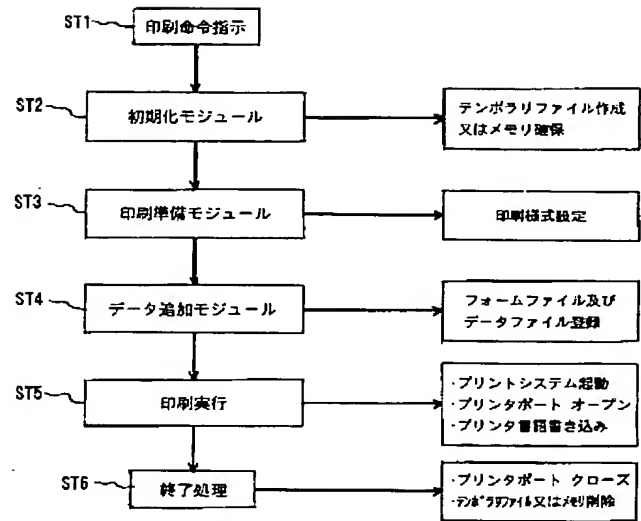 ST1
印刷命令指示
ST2
初期化モジュール
テンポラリファイル作成
又はメモリ確保
ST3
印刷準備モジュール
印刷様式設定
ST4
データ追加モジュール
フォームファイル及び
データファイル登録
ST5
印刷実行
・プリントシステム起動
・プリンタポート オープン
・プリンタ言語書き込み
ST6
終了処理
・プリンタポート クローズ
・テンポラリファイル又はメモリ削除